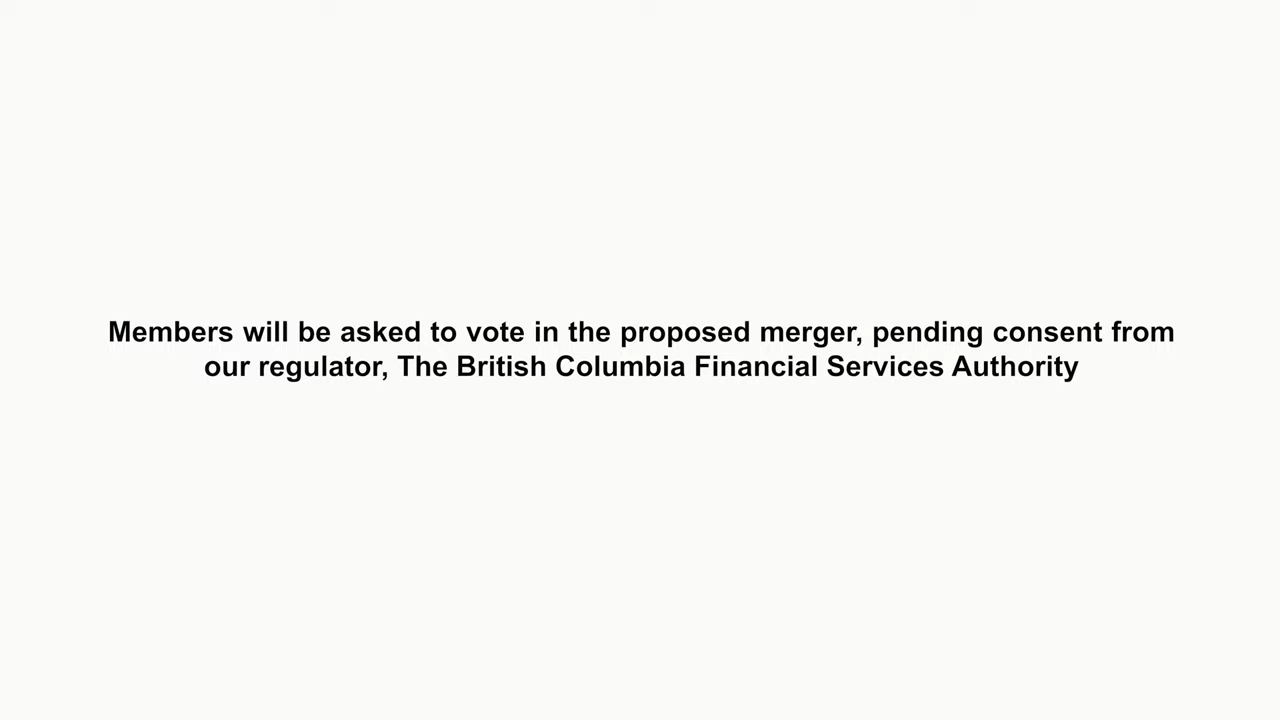 Members will be asked to vote in the proposed merger, pending consent from
our regulator, The British Columbia Financial Services Authority